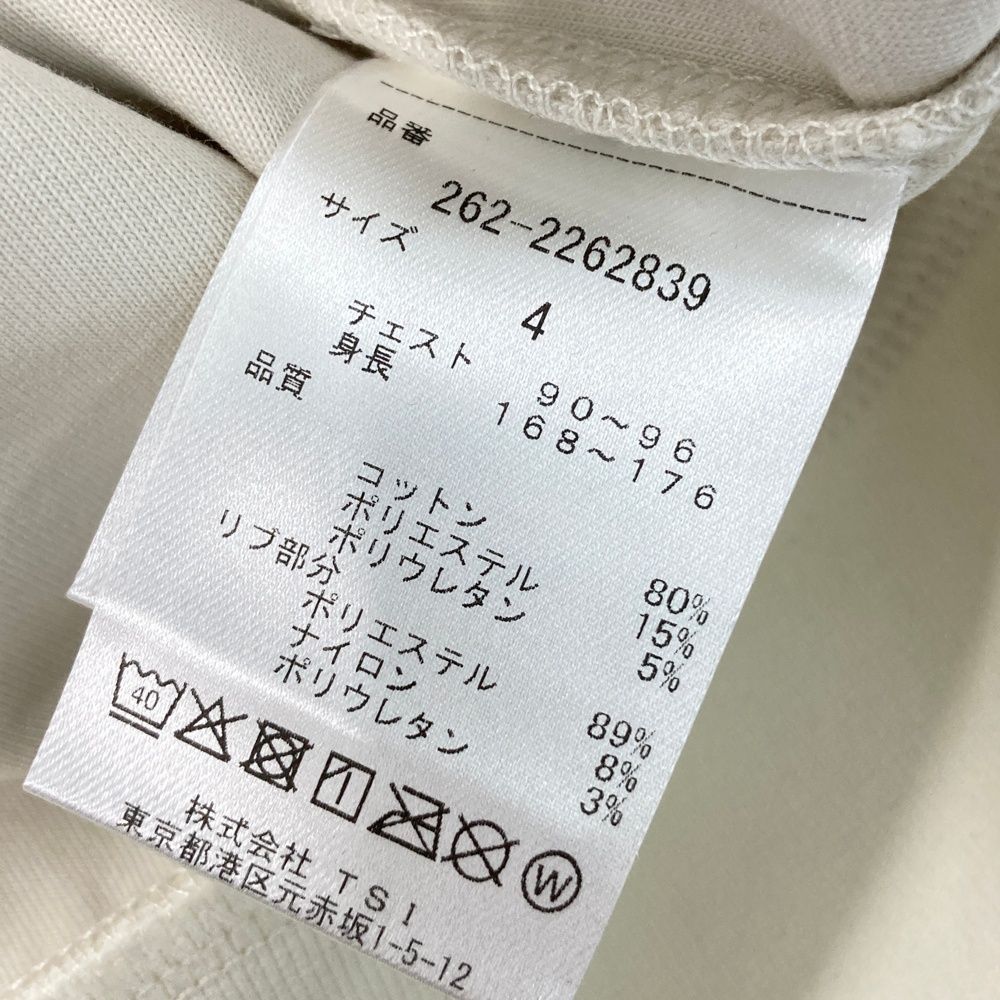 品番
262-2262839
サイズ
4
チェスト 90～96
身長 168～176
品質
コットン 80%
ポリエステル 15%
ポリウレタン 5%
リブ部分
ポリエステル 89%
ナイロン 8%
ポリウレタン 3%
40
W
株式会社 TSI
東京都港区元赤坂1-5-12